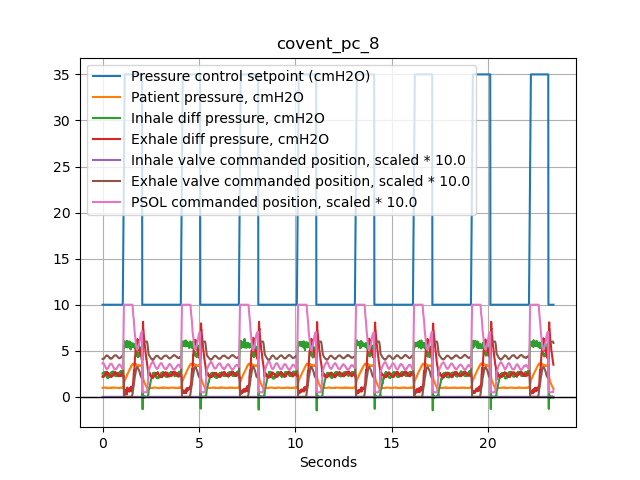 covent_pc_8
Pressure control setpoint (cmH2O)
Patient pressure, cmH2O
Inhale diff pressure, cmH2O
Exhale diff pressure, cmH2O
Inhale valve commanded position, scaled * 10.0
Exhale valve commanded position, scaled * 10.0
PSOL commanded position, scaled * 10.0
35
30
25
20
15
10
5
0
0 5 10 15 20
Seconds